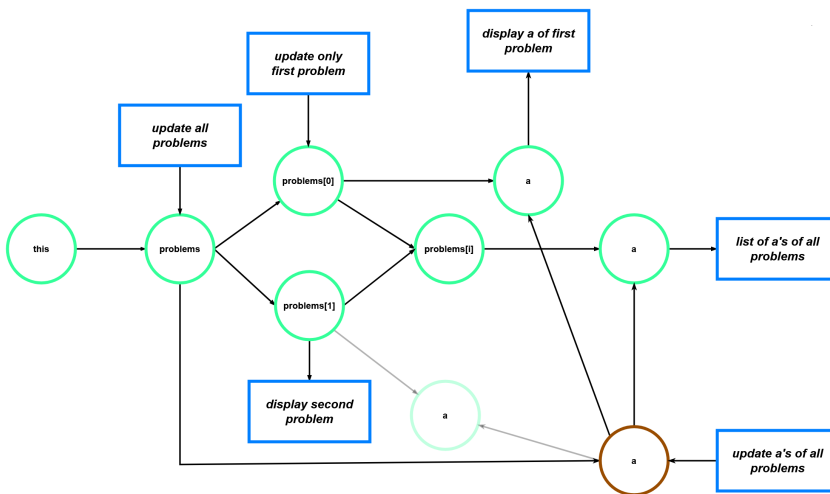 display a of first
problem
update only
first problem
update all
problems
problems[0]
a
this
problems
problems[i]
a
list of a's of all
problems
problems[1]
display second
problem
a
a
update a's of all
problems